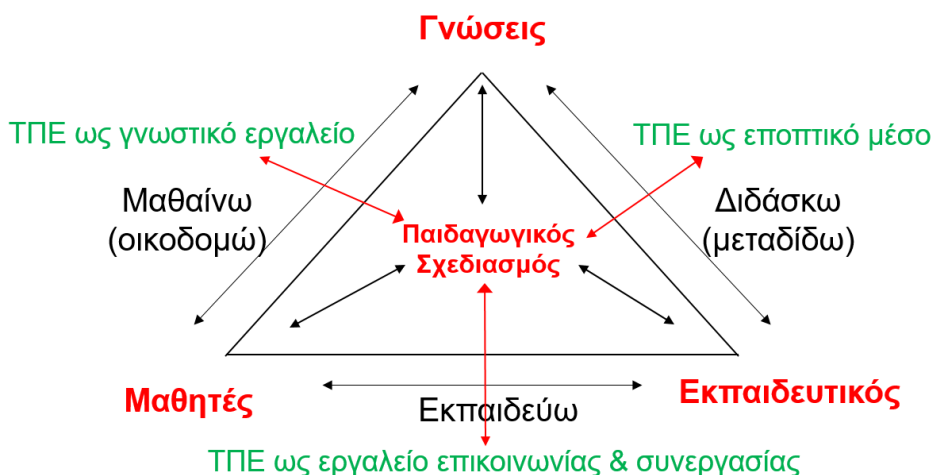 Γνώσεις
ΤΠΕ ως γνωστικό εργαλείο
ΤΠΕ ως εποπτικό μέσο
Μαθαίνω
(οικοδομώ)
Διδάσκω
(μεταδίδω)
Παιδαγωγικός
Σχεδιασμός
Μαθητές
Εκπαιδεύω
Εκπαιδευτικός
ΤΠΕ ως εργαλείο επικοινωνίας & συνεργασίας